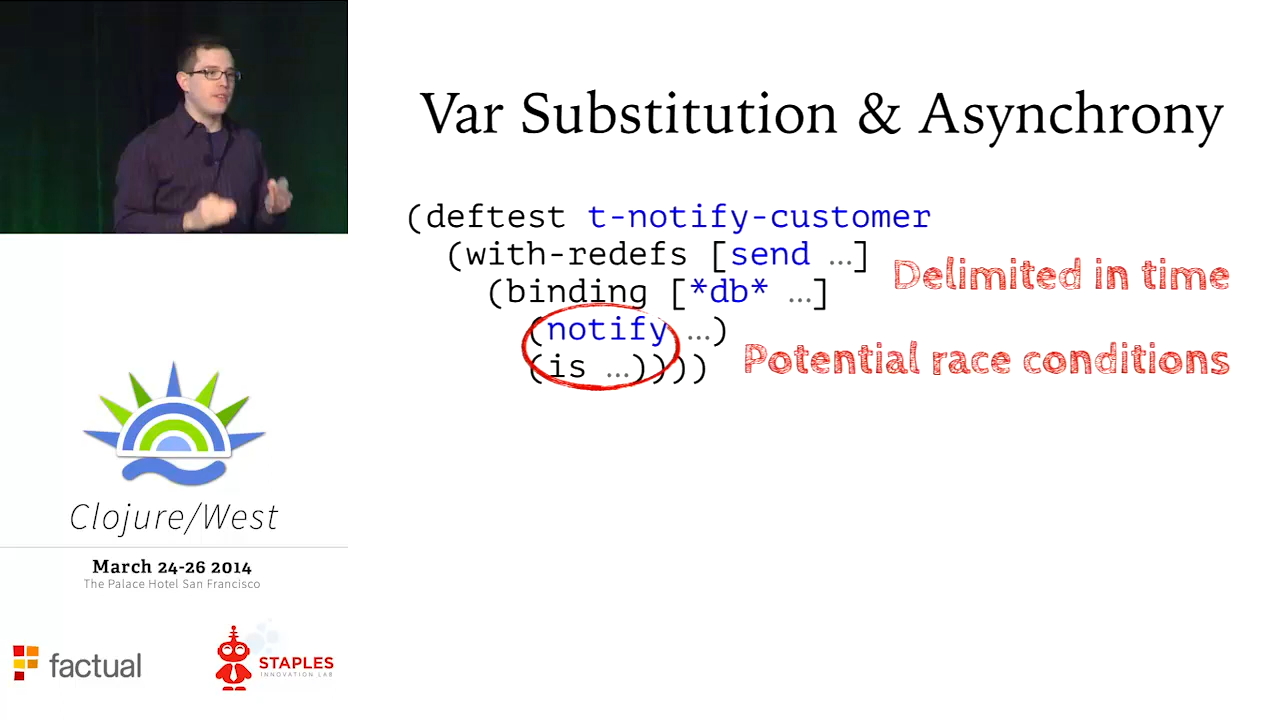 Var Substitution & Asynchrony
(deftest t-notify-customer
(with-redefs [send …]
(binding [*db* …]
(notify …)
(is …))))
Delimited in time
Potential race conditions
Clojure/West
March 24-26 2014
The Palace Hotel San Francisco
factual
STAPLES
INNOVATION LAB